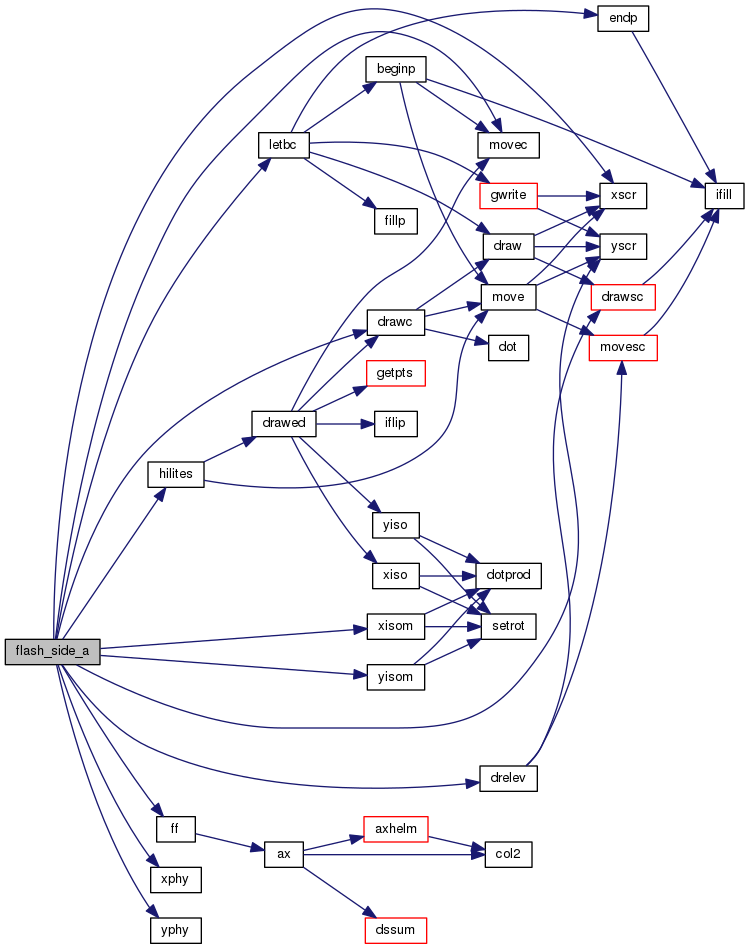 endp
beginp
letbc
movec
gwrite
xscr
ifill
fillp
draw
yscr
move
drawsc
drawc
dot
movesc
getpts
drawed
iflip
hilites
yiso
xiso
dotprod
xisom
setrot
flash_side_a
yisom
drelev
ff
axhelm
ax
col2
xphy
yphy
dssum